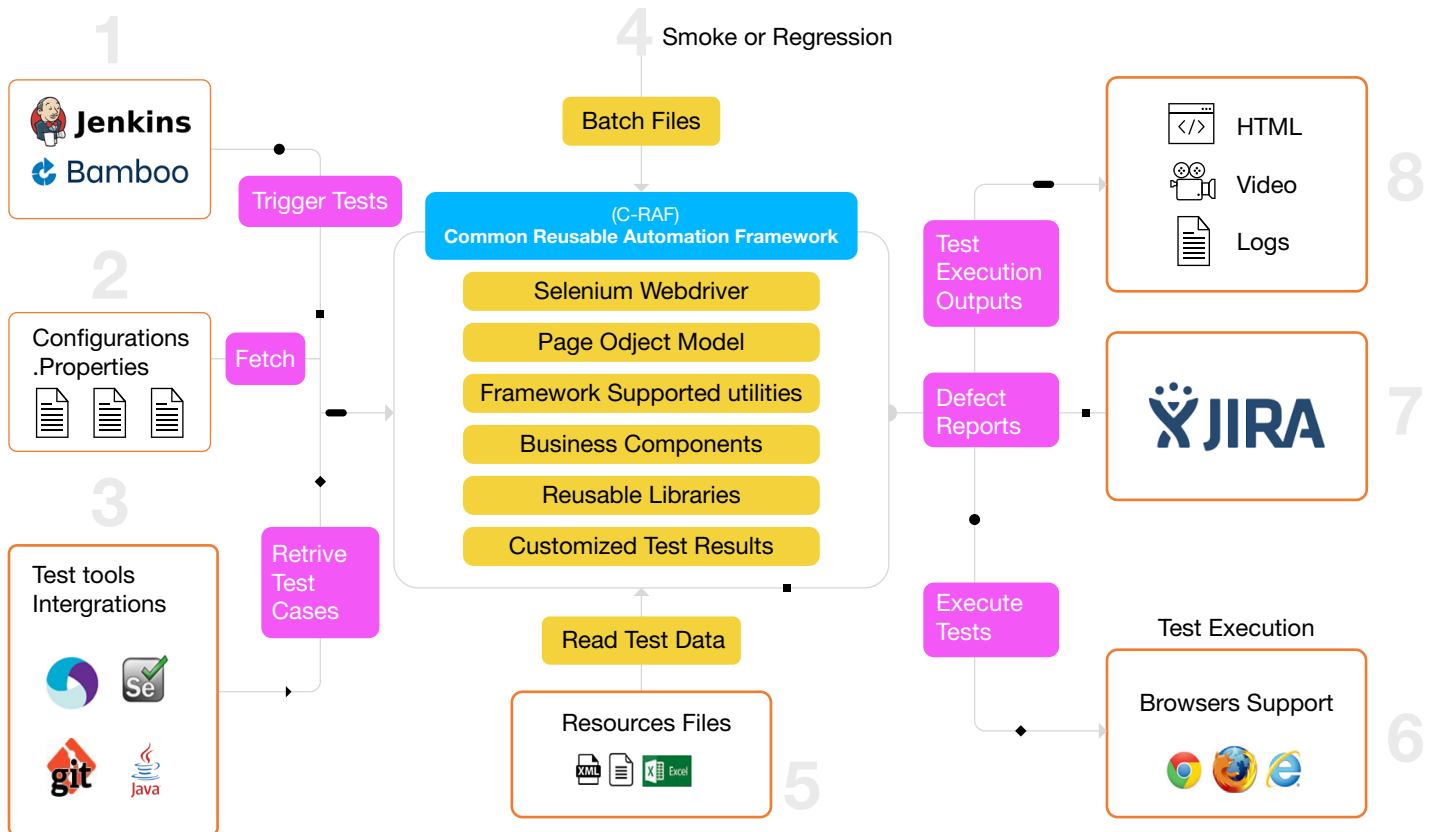 1
Jenkins
Bamboo
Trigger Tests
2
Configurations
.Properties
Fetch
3
Test tools
Intergrations
Se
git
Java
Retrive
Test
Cases
4
Smoke or Regression
Batch Files
(C-RAF)
Common Reusable Automation Framework
Selenium Webdriver
Page Odject Model
Framework Supported utilities
Business Components
Reusable Libraries
Customized Test Results
Read Test Data
Resources Files
XML
X
Excel
5
Test
Execution
Outputs
</>
HTML
Video
Logs
8
Defect
Reports
JIRA
7
Execute
Tests
Test Execution
Browsers Support
6